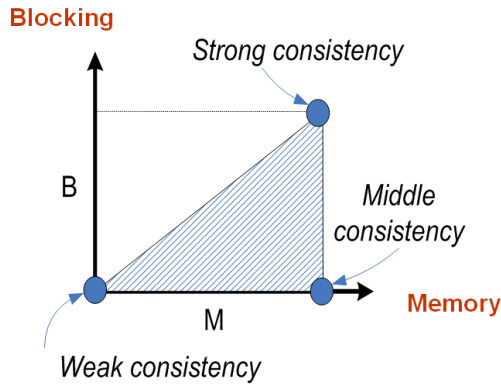 Blocking
Strong consistency
B
Middle
consistency
Memory
M
Weak consistency